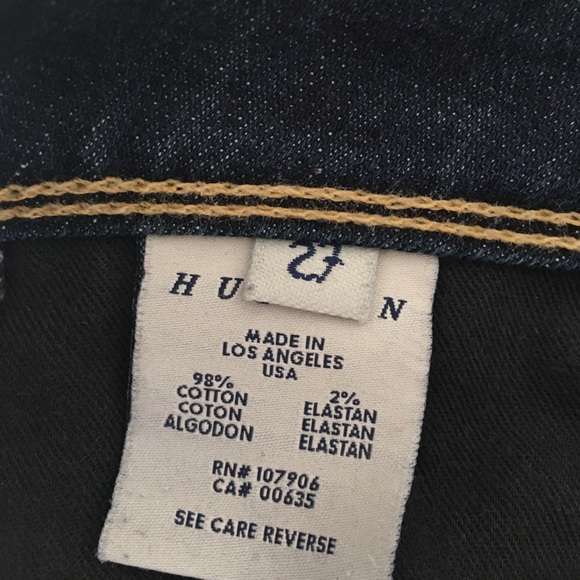 27
H U N
MADE IN
LOS ANGELES
USA
98% 2%
COTTON ELASTAN
COTON ELASTAN
ALGODON ELASTAN
RN# 107906
CA# 00635
SEE CARE REVERSE